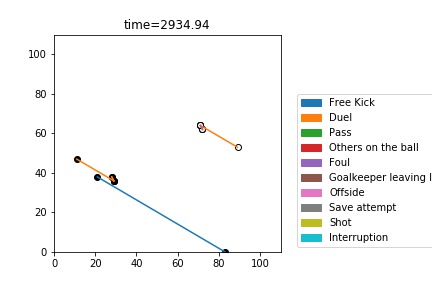 time=2934.94
100
80
60
40
20
0
0 20 40 60 80 100
Free Kick
Duel
Pass
Others on the ball
Foul
Goalkeeper leaving l
Offside
Save attempt
Shot
Interruption